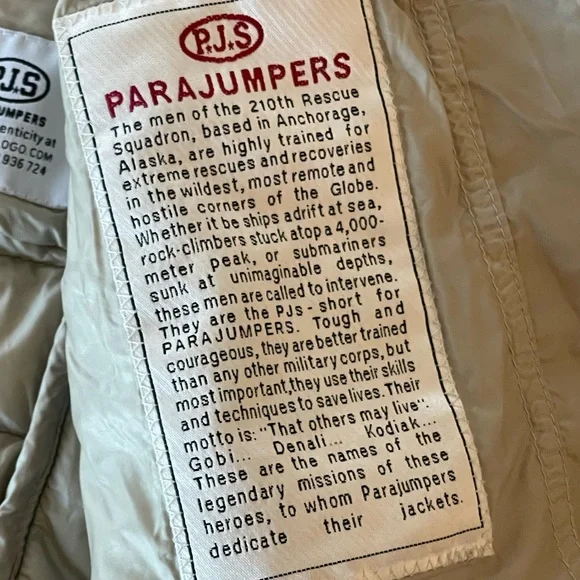 P.J.S
PARAJUMPERS
The men of the 210th Rescue
Squadron, based in Anchorage,
Alaska, are highly trained for
extreme rescues and recoveries
in the wildest, most remote and
hostile corners of the Globe.
Whether it be ships adrift at sea,
rock-climbers stuck atop a 4,000-
meter peak, or submariners
sunk at unimaginable depths,
these men are called to intervene.
They are the PJs - short for
PARAJUMPERS. Tough and
courageous, they are better trained
than any other military corps, but
most important, they use their skills
and techniques to save lives. Their
motto is: "That others may live".
Gobi... Denali... Kodiak...
These are the names of the
legendary missions of these
heroes, to whom Parajumpers
dedicate their jackets.
P.J.S
UMPERS
enticity at
LOGO.COM
936 724